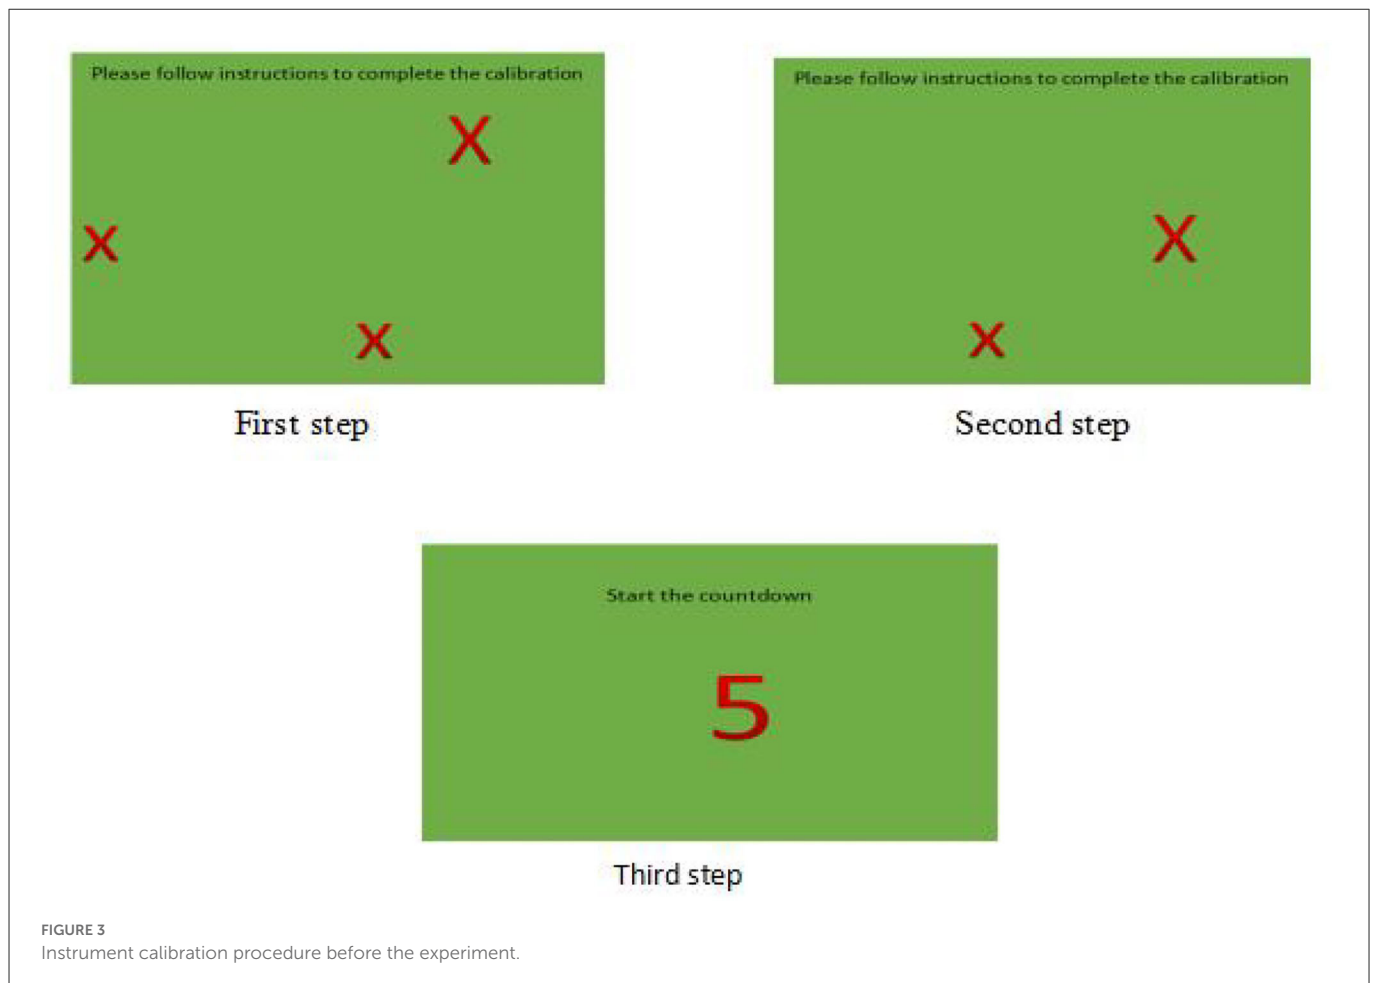 Please follow instructions to complete the calibration
X
x
x
First step
Please follow instructions to complete the calibration
X
x
Second step
Start the countdown
5
Third step
FIGURE 3
Instrument calibration procedure before the experiment.